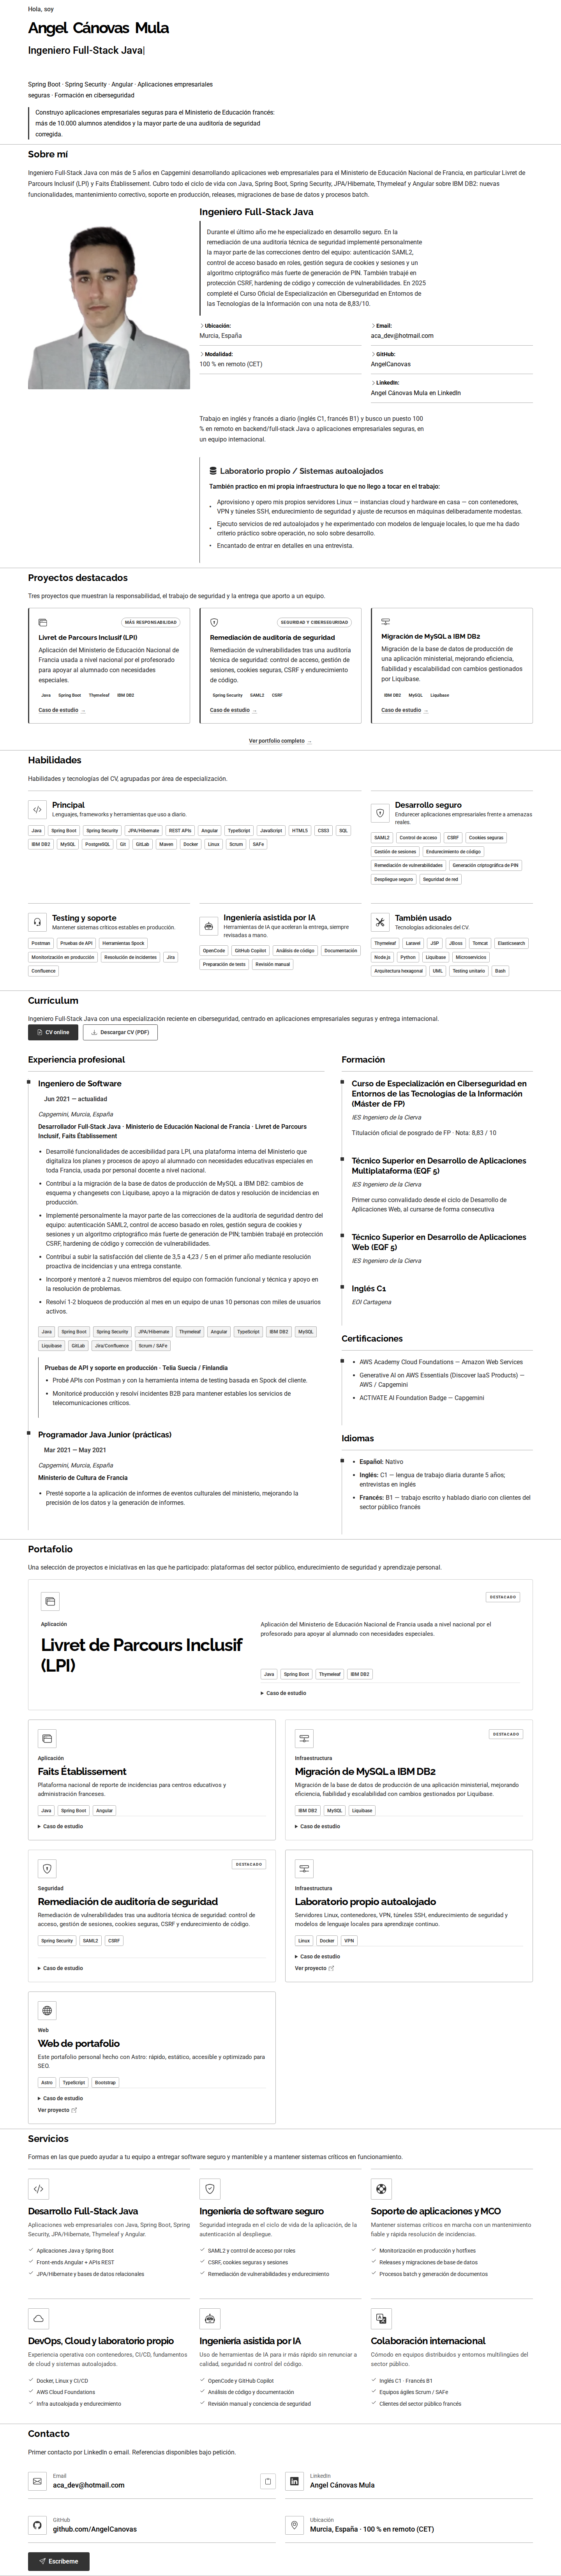 Hola, soy
Angel Cánovas Mula
Ingeniero Full-Stack Java|
Spring Boot · Spring Security · Angular · Aplicaciones empresariales
seguras · Formación en ciberseguridad
Construyo aplicaciones empresariales seguras para el Ministerio de Educación francés:
más de 10.000 alumnos atendidos y la mayor parte de una auditoría de seguridad
corregida.
Sobre mí
Ingeniero Full-Stack Java con más de 5 años en Capgemini desarrollando aplicaciones web empresariales para el Ministerio de Educación Nacional de Francia, en particular Livret de
Parcours Inclusif (LPI) y Faits Établissement. Cubro todo el ciclo de vida con Java, Spring Boot, Spring Security, JPA/Hibernate, Thymeleaf y Angular sobre IBM DB2: nuevas
funcionalidades, mantenimiento correctivo, soporte en producción, releases, migraciones de base de datos y procesos batch.
Ingeniero Full-Stack Java
Durante el último año me he especializado en desarrollo seguro. En la
remediación de una auditoría técnica de seguridad implementé personalmente
la mayor parte de las correcciones dentro del equipo: autenticación SAML2,
control de acceso basado en roles, gestión segura de cookies y sesiones y un
algoritmo criptográfico más fuerte de generación de PIN. También trabajé en
protección CSRF, hardening de código y corrección de vulnerabilidades. En 2025
completé el Curso Oficial de Especialización en Ciberseguridad en Entornos de
las Tecnologías de la Información con una nota de 8,83/10.
Ubicación:
Murcia, España
Email:
aca_dev@hotmail.com
Modalidad:
100 % en remoto (CET)
GitHub:
AngelCanovas
LinkedIn:
Angel Cánovas Mula en LinkedIn
Trabajo en inglés y francés a diario (inglés C1, francés B1) y busco un puesto 100
% en remoto en backend/full-stack Java o aplicaciones empresariales seguras, en
un equipo internacional.
Laboratorio propio / Sistemas autoalojados
También practico en mi propia infraestructura lo que no llego a tocar en el trabajo:
• Aprovisiono y opero mis propios servidores Linux — instancias cloud y hardware en casa — con contenedores,
VPN y túneles SSH, endurecimiento de seguridad y ajuste de recursos en máquinas deliberadamente modestas.
• Ejecuto servicios de red autoalojados y he experimentado con modelos de lenguaje locales, lo que me ha dado
criterio práctico sobre operación, no solo sobre desarrollo.
• Encantado de entrar en detalles en una entrevista.
Proyectos destacados
Tres proyectos que muestran la responsabilidad, el trabajo de seguridad y la entrega que aporto a un equipo.
MÁS RESPONSABILIDAD
Livret de Parcours Inclusif (LPI)
Aplicación del Ministerio de Educación Nacional de
Francia usada a nivel nacional por el profesorado
para apoyar al alumnado con necesidades
especiales.
Java Spring Boot Thymeleaf IBM DB2
Caso de estudio →
SEGURIDAD Y CIBERSEGURIDAD
Remediación de auditoría de seguridad
Remediación de vulnerabilidades tras una auditoría
técnica de seguridad: control de acceso, gestión de
sesiones, cookies seguras, CSRF y endurecimiento
de código.
Spring Security SAML2 CSRF
Caso de estudio →
Migración de MySQL a IBM DB2
Migración de la base de datos de producción de
una aplicación ministerial, mejorando eficiencia,
fiabilidad y escalabilidad con cambios gestionados
por Liquibase.
IBM DB2 MySQL Liquibase
Caso de estudio →
Ver portfolio completo →
Habilidades
Habilidades y tecnologías del CV, agrupadas por área de especialización.
Principal
Lenguajes, frameworks y herramientas que uso a diario.
Java Spring Boot Spring Security JPA/Hibernate REST APIs Angular TypeScript JavaScript HTML5 CSS3 SQL
IBM DB2 MySQL PostgreSQL Git GitLab Maven Docker Linux Scrum SAFe
Desarrollo seguro
Endurecer aplicaciones empresariales frente a amenazas
reales.
SAML2 Control de acceso CSRF Cookies seguras
Gestión de sesiones Endurecimiento de código
Remediación de vulnerabilidades Generación criptográfica de PIN
Despliegue seguro Seguridad de red
Testing y soporte
Mantener sistemas críticos estables en producción.
Postman Pruebas de API Herramientas Spock
Monitorización en producción Resolución de incidentes Jira
Confluence
Ingeniería asistida por IA
Herramientas de IA que aceleran la entrega, siempre
revisadas a mano.
OpenCode GitHub Copilot Análisis de código Documentación
Preparación de tests Revisión manual
También usado
Tecnologías adicionales del CV.
Thymeleaf Laravel JSP JBoss Tomcat Elasticsearch
Node.js Python Liquibase Microservicios
Arquitectura hexagonal UML Testing unitario Bash
Currículum
Ingeniero Full-Stack Java con una especialización reciente en ciberseguridad, centrado en aplicaciones empresariales seguras y entrega internacional.
CV online Descargar CV (PDF)
Experiencia profesional
Ingeniero de Software
Jun 2021 — actualidad
Capgemini, Murcia, España
Desarrollador Full-Stack Java · Ministerio de Educación Nacional de Francia · Livret de Parcours
Inclusif, Faits Établissement
• Desarrollé funcionalidades de accesibilidad para LPI, una plataforma interna del Ministerio que
digitaliza los planes y procesos de apoyo al alumnado con necesidades educativas especiales en
toda Francia, usada por personal docente a nivel nacional.
• Contribuí a la migración de la base de datos de producción de MySQL a IBM DB2: cambios de
esquema y changesets con Liquibase, apoyo a la migración de datos y resolución de incidencias en
producción.
• Implementé personalmente la mayor parte de las correcciones de la auditoría de seguridad dentro del
equipo: autenticación SAML2, control de acceso basado en roles, gestión segura de cookies y
sesiones y un algoritmo criptográfico más fuerte de generación de PIN; también trabajé en protección
CSRF, hardening de código y corrección de vulnerabilidades.
• Contribuí a subir la satisfacción del cliente de 3,5 a 4,23 / 5 en el primer año mediante resolución
proactiva de incidencias y una entrega constante.
• Incorporé y mentoré a 2 nuevos miembros del equipo con formación funcional y técnica y apoyo en
la resolución de problemas.
• Resolví 1-2 bloqueos de producción al mes en un equipo de unas 10 personas con miles de usuarios
activos.
Java Spring Boot Spring Security JPA/Hibernate Thymeleaf Angular TypeScript IBM DB2 MySQL
Liquibase GitLab Jira/Confluence Scrum / SAFe
Pruebas de API y soporte en producción · Telia Suecia / Finlandia
• Probé APIs con Postman y con la herramienta interna de testing basada en Spock del cliente.
• Monitoricé producción y resolví incidentes B2B para mantener estables los servicios de
telecomunicaciones críticos.
Programador Java Junior (prácticas)
Mar 2021 — May 2021
Capgemini, Murcia, España
Ministerio de Cultura de Francia
• Presté soporte a la aplicación de informes de eventos culturales del ministerio, mejorando la
precisión de los datos y la generación de informes.
Formación
Curso de Especialización en Ciberseguridad en
Entornos de las Tecnologías de la Información
(Máster de FP)
IES Ingeniero de la Cierva
Titulación oficial de posgrado de FP · Nota: 8,83 / 10
Técnico Superior en Desarrollo de Aplicaciones
Multiplataforma (EQF 5)
IES Ingeniero de la Cierva
Primer curso convalidado desde el ciclo de Desarrollo de
Aplicaciones Web, al cursarse de forma consecutiva
Técnico Superior en Desarrollo de Aplicaciones
Web (EQF 5)
IES Ingeniero de la Cierva
Inglés C1
EOI Cartagena
Certificaciones
• AWS Academy Cloud Foundations — Amazon Web Services
• Generative AI on AWS Essentials (Discover IaaS Products) —
AWS / Capgemini
• ACTIVATE AI Foundation Badge — Capgemini
Idiomas
• Español: Nativo
• Inglés: C1 — lengua de trabajo diaria durante 5 años;
entrevistas en inglés
• Francés: B1 — trabajo escrito y hablado diario con clientes del
sector público francés
Portafolio
Una selección de proyectos e iniciativas en las que he participado: plataformas del sector público, endurecimiento de seguridad y aprendizaje personal.
DESTACADO
Aplicación
Livret de Parcours Inclusif
(LPI)
Aplicación del Ministerio de Educación Nacional de Francia usada a nivel nacional por el
profesorado para apoyar al alumnado con necesidades especiales.
Java Spring Boot Thymeleaf IBM DB2
▸ Caso de estudio
Aplicación
Faits Établissement
Plataforma nacional de reporte de incidencias para centros educativos y
administración franceses.
Java Spring Boot Angular
▸ Caso de estudio
DESTACADO
Infraestructura
Migración de MySQL a IBM DB2
Migración de la base de datos de producción de una aplicación ministerial, mejorando
eficiencia, fiabilidad y escalabilidad con cambios gestionados por Liquibase.
IBM DB2 MySQL Liquibase
▸ Caso de estudio
DESTACADO
Seguridad
Remediación de auditoría de seguridad
Remediación de vulnerabilidades tras una auditoría técnica de seguridad: control de
acceso, gestión de sesiones, cookies seguras, CSRF y endurecimiento de código.
Spring Security SAML2 CSRF
▸ Caso de estudio
Infraestructura
Laboratorio propio autoalojado
Servidores Linux, contenedores, VPN, túneles SSH, endurecimiento de seguridad y
modelos de lenguaje locales para aprendizaje continuo.
Linux Docker VPN
▸ Caso de estudio
Ver proyecto
Web
Web de portafolio
Este portafolio personal hecho con Astro: rápido, estático, accesible y optimizado para
SEO.
Astro TypeScript Bootstrap
▸ Caso de estudio
Ver proyecto
Servicios
Formas en las que puedo ayudar a tu equipo a entregar software seguro y mantenible y a mantener sistemas críticos en funcionamiento.
Desarrollo Full-Stack Java
Aplicaciones web empresariales con Java, Spring Boot, Spring
Security, JPA/Hibernate, Thymeleaf y Angular.
Aplicaciones Java y Spring Boot
Front-ends Angular + APIs REST
JPA/Hibernate y bases de datos relacionales
Ingeniería de software seguro
Seguridad integrada en el ciclo de vida de la aplicación, de la
autenticación al despliegue.
SAML2 y control de acceso por roles
CSRF, cookies seguras y sesiones
Remediación de vulnerabilidades y endurecimiento
Soporte de aplicaciones y MCO
Mantener sistemas críticos en marcha con un mantenimiento
fiable y rápida resolución de incidencias.
Monitorización en producción y hotfixes
Releases y migraciones de base de datos
Procesos batch y generación de documentos
DevOps, Cloud y laboratorio propio
Experiencia operativa con contenedores, CI/CD, fundamentos
de cloud y sistemas autoalojados.
Docker, Linux y CI/CD
AWS Cloud Foundations
Infra autoalojada y endurecimiento
Ingeniería asistida por IA
Uso de herramientas de IA para ir más rápido sin renunciar a
calidad, seguridad ni control del código.
OpenCode y GitHub Copilot
Análisis de código y documentación
Revisión manual y conciencia de seguridad
Colaboración internacional
Cómodo en equipos distribuidos y entornos multilingües del
sector público.
Inglés C1 · Francés B1
Equipos ágiles Scrum / SAFe
Clientes del sector público francés
Contacto
Primer contacto por LinkedIn o email. Referencias disponibles bajo petición.
Email
aca_dev@hotmail.com
LinkedIn
Angel Cánovas Mula
GitHub
github.com/AngelCanovas
Ubicación
Murcia, España · 100 % en remoto (CET)
Escríbeme